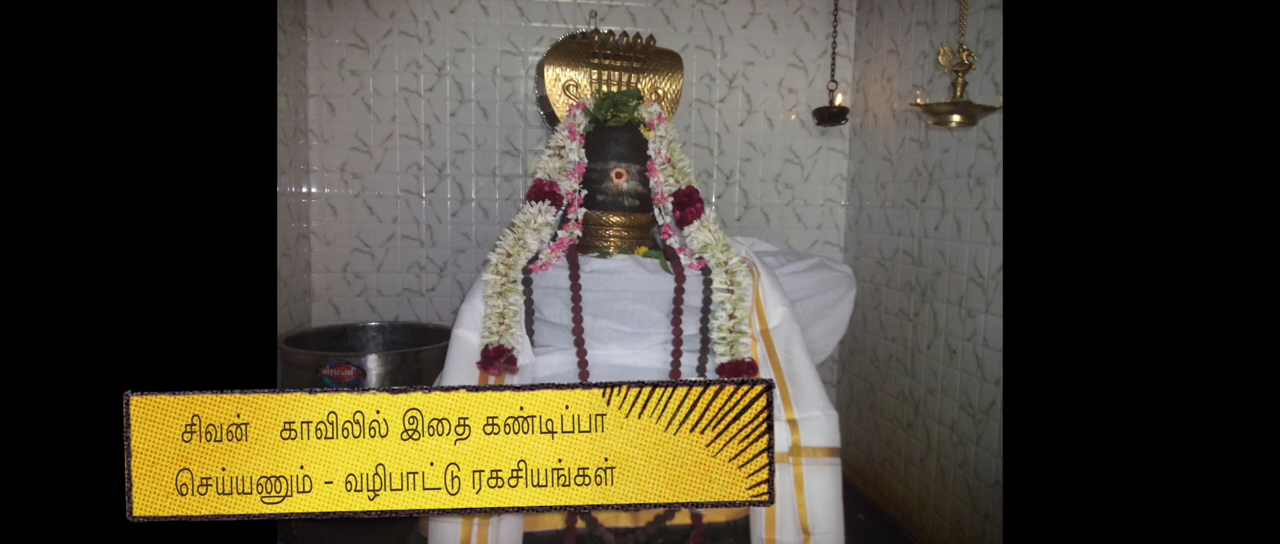 சிவன் காவிலில் இதை கண்டிப்பா
செய்யணும் - வழிபாட்டு ரகசியங்கள்